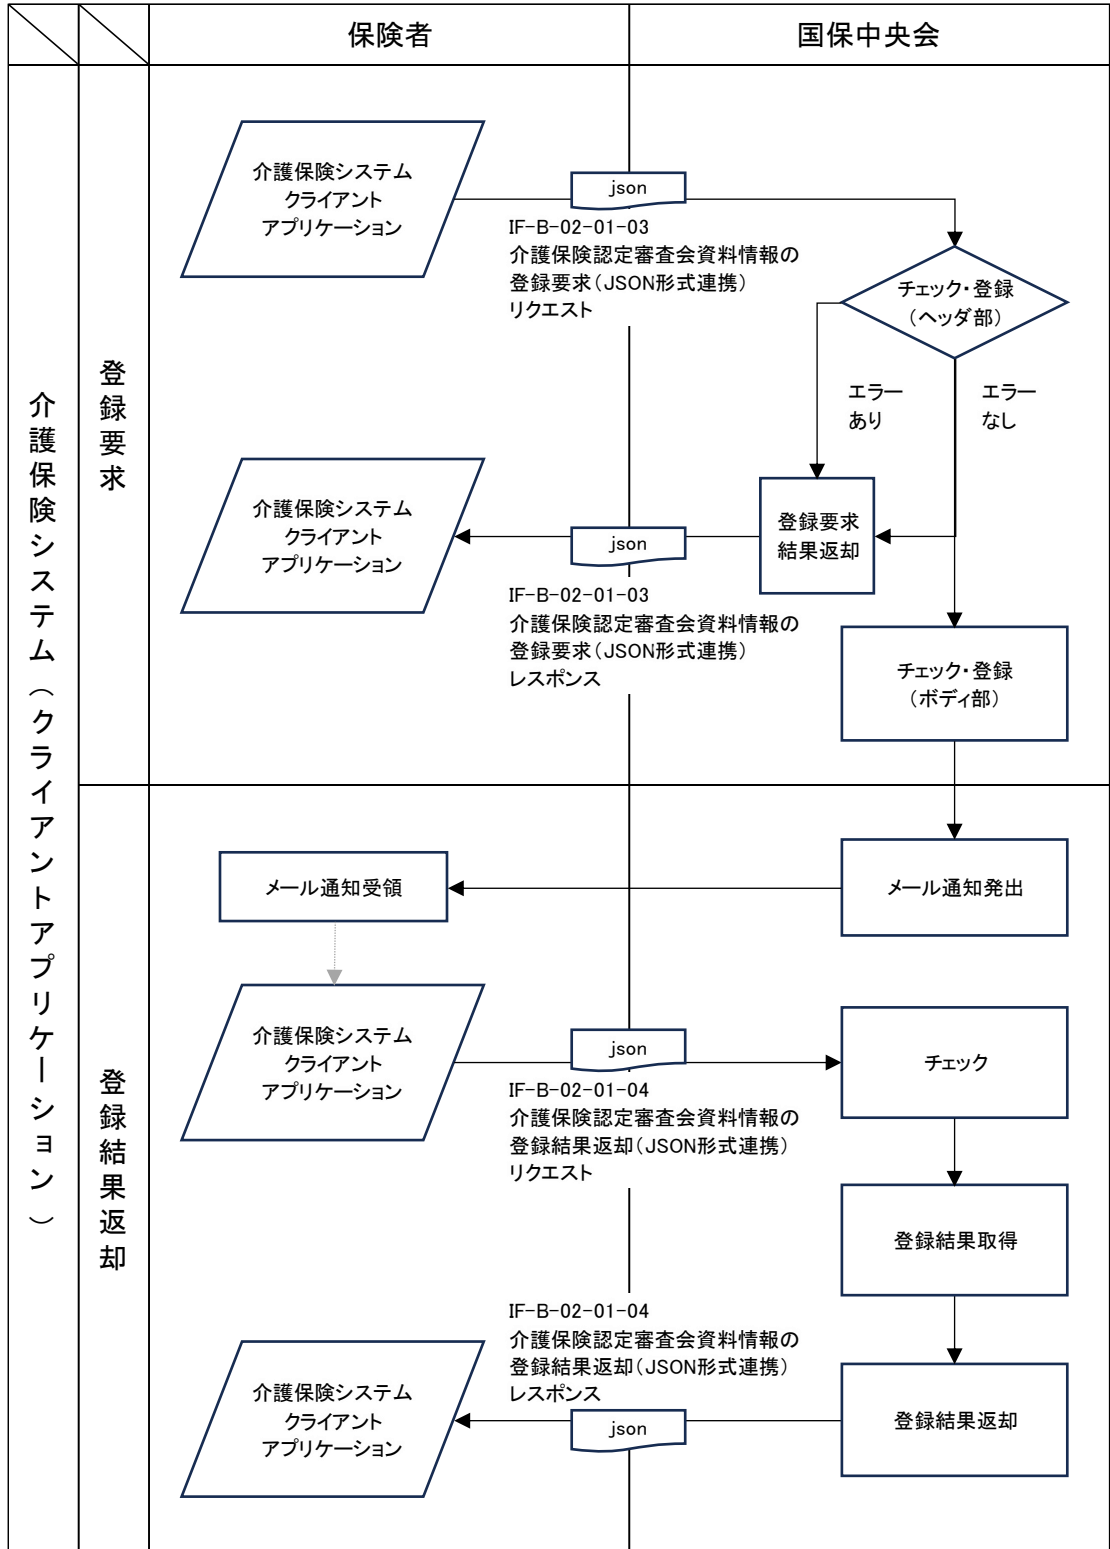 保険者
国保中央会
介護保険システム（クライアントアプリケーション）
登録要求
介護保険システム
クライアント
アプリケーション
json
IF-B-02-01-03
介護保険認定審査会資料情報の
登録要求（JSON形式連携）
リクエスト
チェック・登録
（ヘッダ部）
エラー
あり
エラー
なし
介護保険システム
クライアント
アプリケーション
json
登録要求
結果返却
IF-B-02-01-03
介護保険認定審査会資料情報の
登録要求（JSON形式連携）
レスポンス
チェック・登録
（ボディ部）
登録結果返却
メール通知受領
メール通知発出
介護保険システム
クライアント
アプリケーション
json
チェック
IF-B-02-01-04
介護保険認定審査会資料情報の
登録結果返却（JSON形式連携）
リクエスト
登録結果取得
IF-B-02-01-04
介護保険認定審査会資料情報の
登録結果返却（JSON形式連携）
レスポンス
介護保険システム
クライアント
アプリケーション
json
登録結果返却